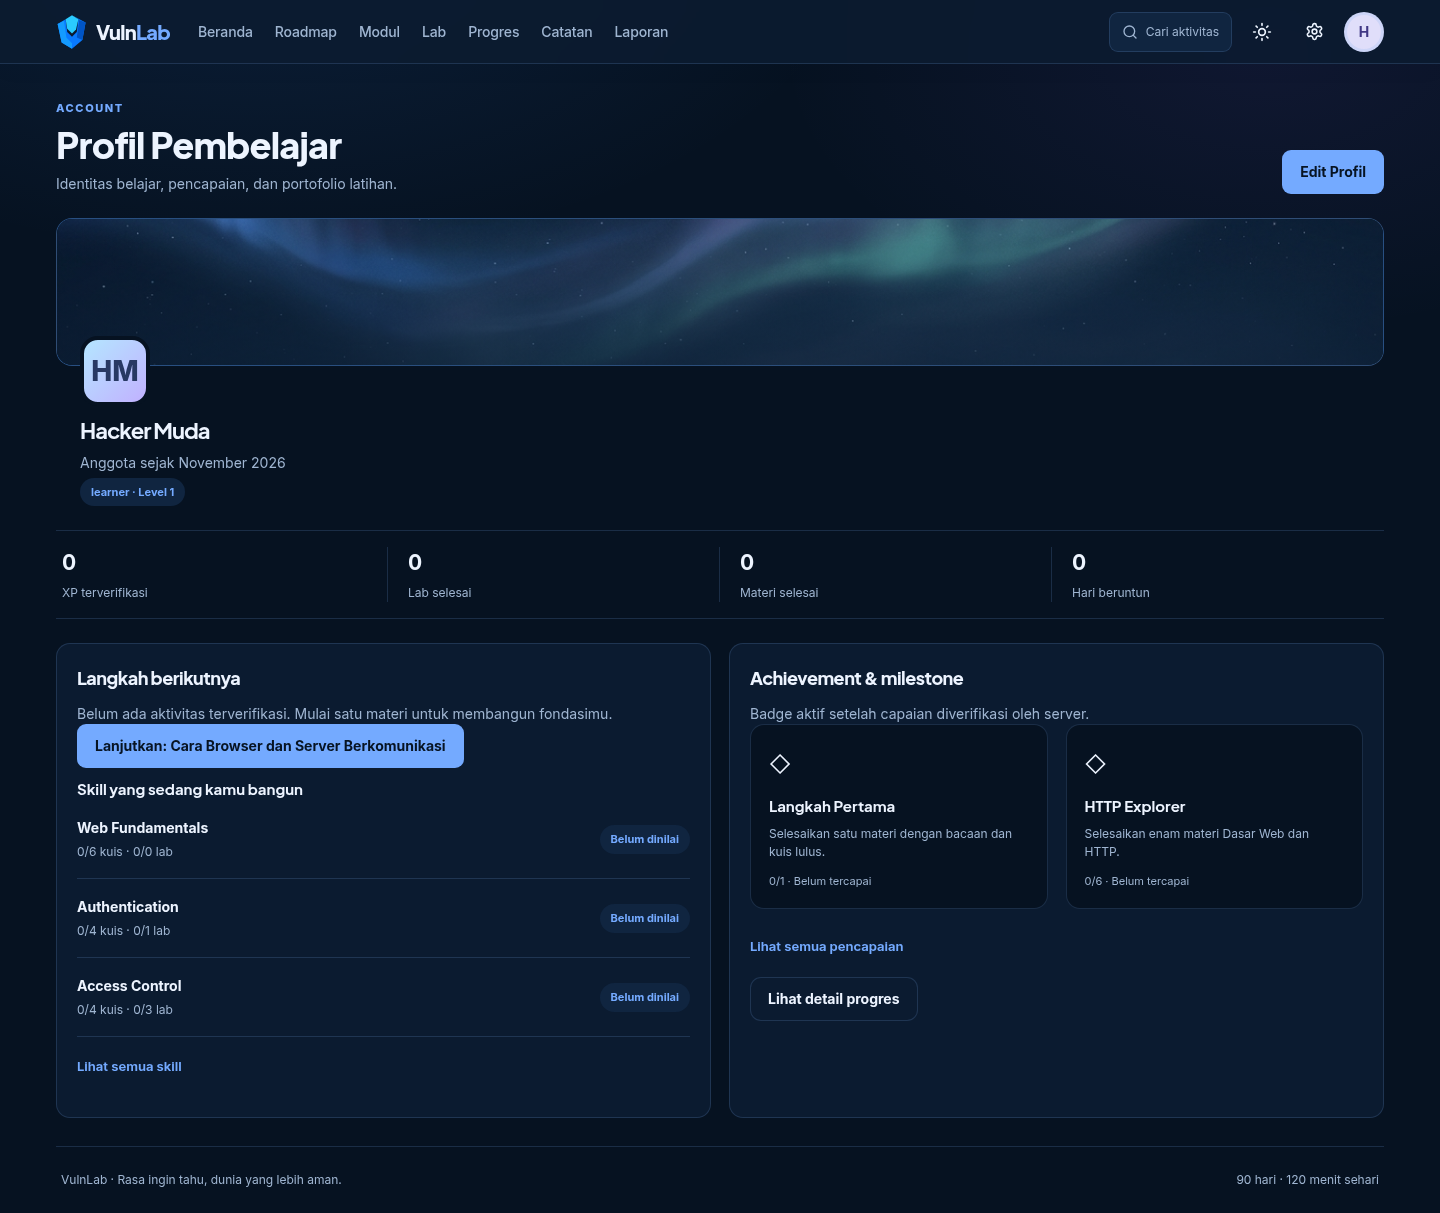 VulnLab
Beranda
Roadmap
Modul
Lab
Progres
Catatan
Laporan
Cari aktivitas
H
ACCOUNT
Profil Pembelajar
Identitas belajar, pencapaian, dan portofolio latihan.
Edit Profil
HM
Hacker Muda
Anggota sejak November 2026
learner · Level 1
0
XP terverifikasi
0
Lab selesai
0
Materi selesai
0
Hari beruntun
Langkah berikutnya
Belum ada aktivitas terverifikasi. Mulai satu materi untuk membangun fondasimu.
Lanjutkan: Cara Browser dan Server Berkomunikasi
Skill yang sedang kamu bangun
Web Fundamentals
0/6 kuis · 0/0 lab
Belum dinilai
Authentication
0/4 kuis · 0/1 lab
Belum dinilai
Access Control
0/4 kuis · 0/3 lab
Belum dinilai
Lihat semua skill
Achievement & milestone
Badge aktif setelah capaian diverifikasi oleh server.
Langkah Pertama
Selesaikan satu materi dengan bacaan dan
kuis lulus.
0/1 · Belum tercapai
HTTP Explorer
Selesaikan enam materi Dasar Web dan
HTTP.
0/6 · Belum tercapai
Lihat semua pencapaian
Lihat detail progres
VulnLab · Rasa ingin tahu, dunia yang lebih aman.
90 hari · 120 menit sehari